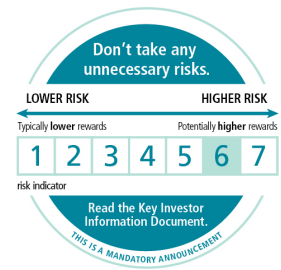 Don't take any
unnecessary risks.
LOWER RISK HIGHER RISK
Typically lower rewards Potentially higher rewards
1 2 3 4 5 6 7
risk indicator
Read the Key Investor
Information Document.
THIS IS A MANDATORY ANNOUNCEMENT